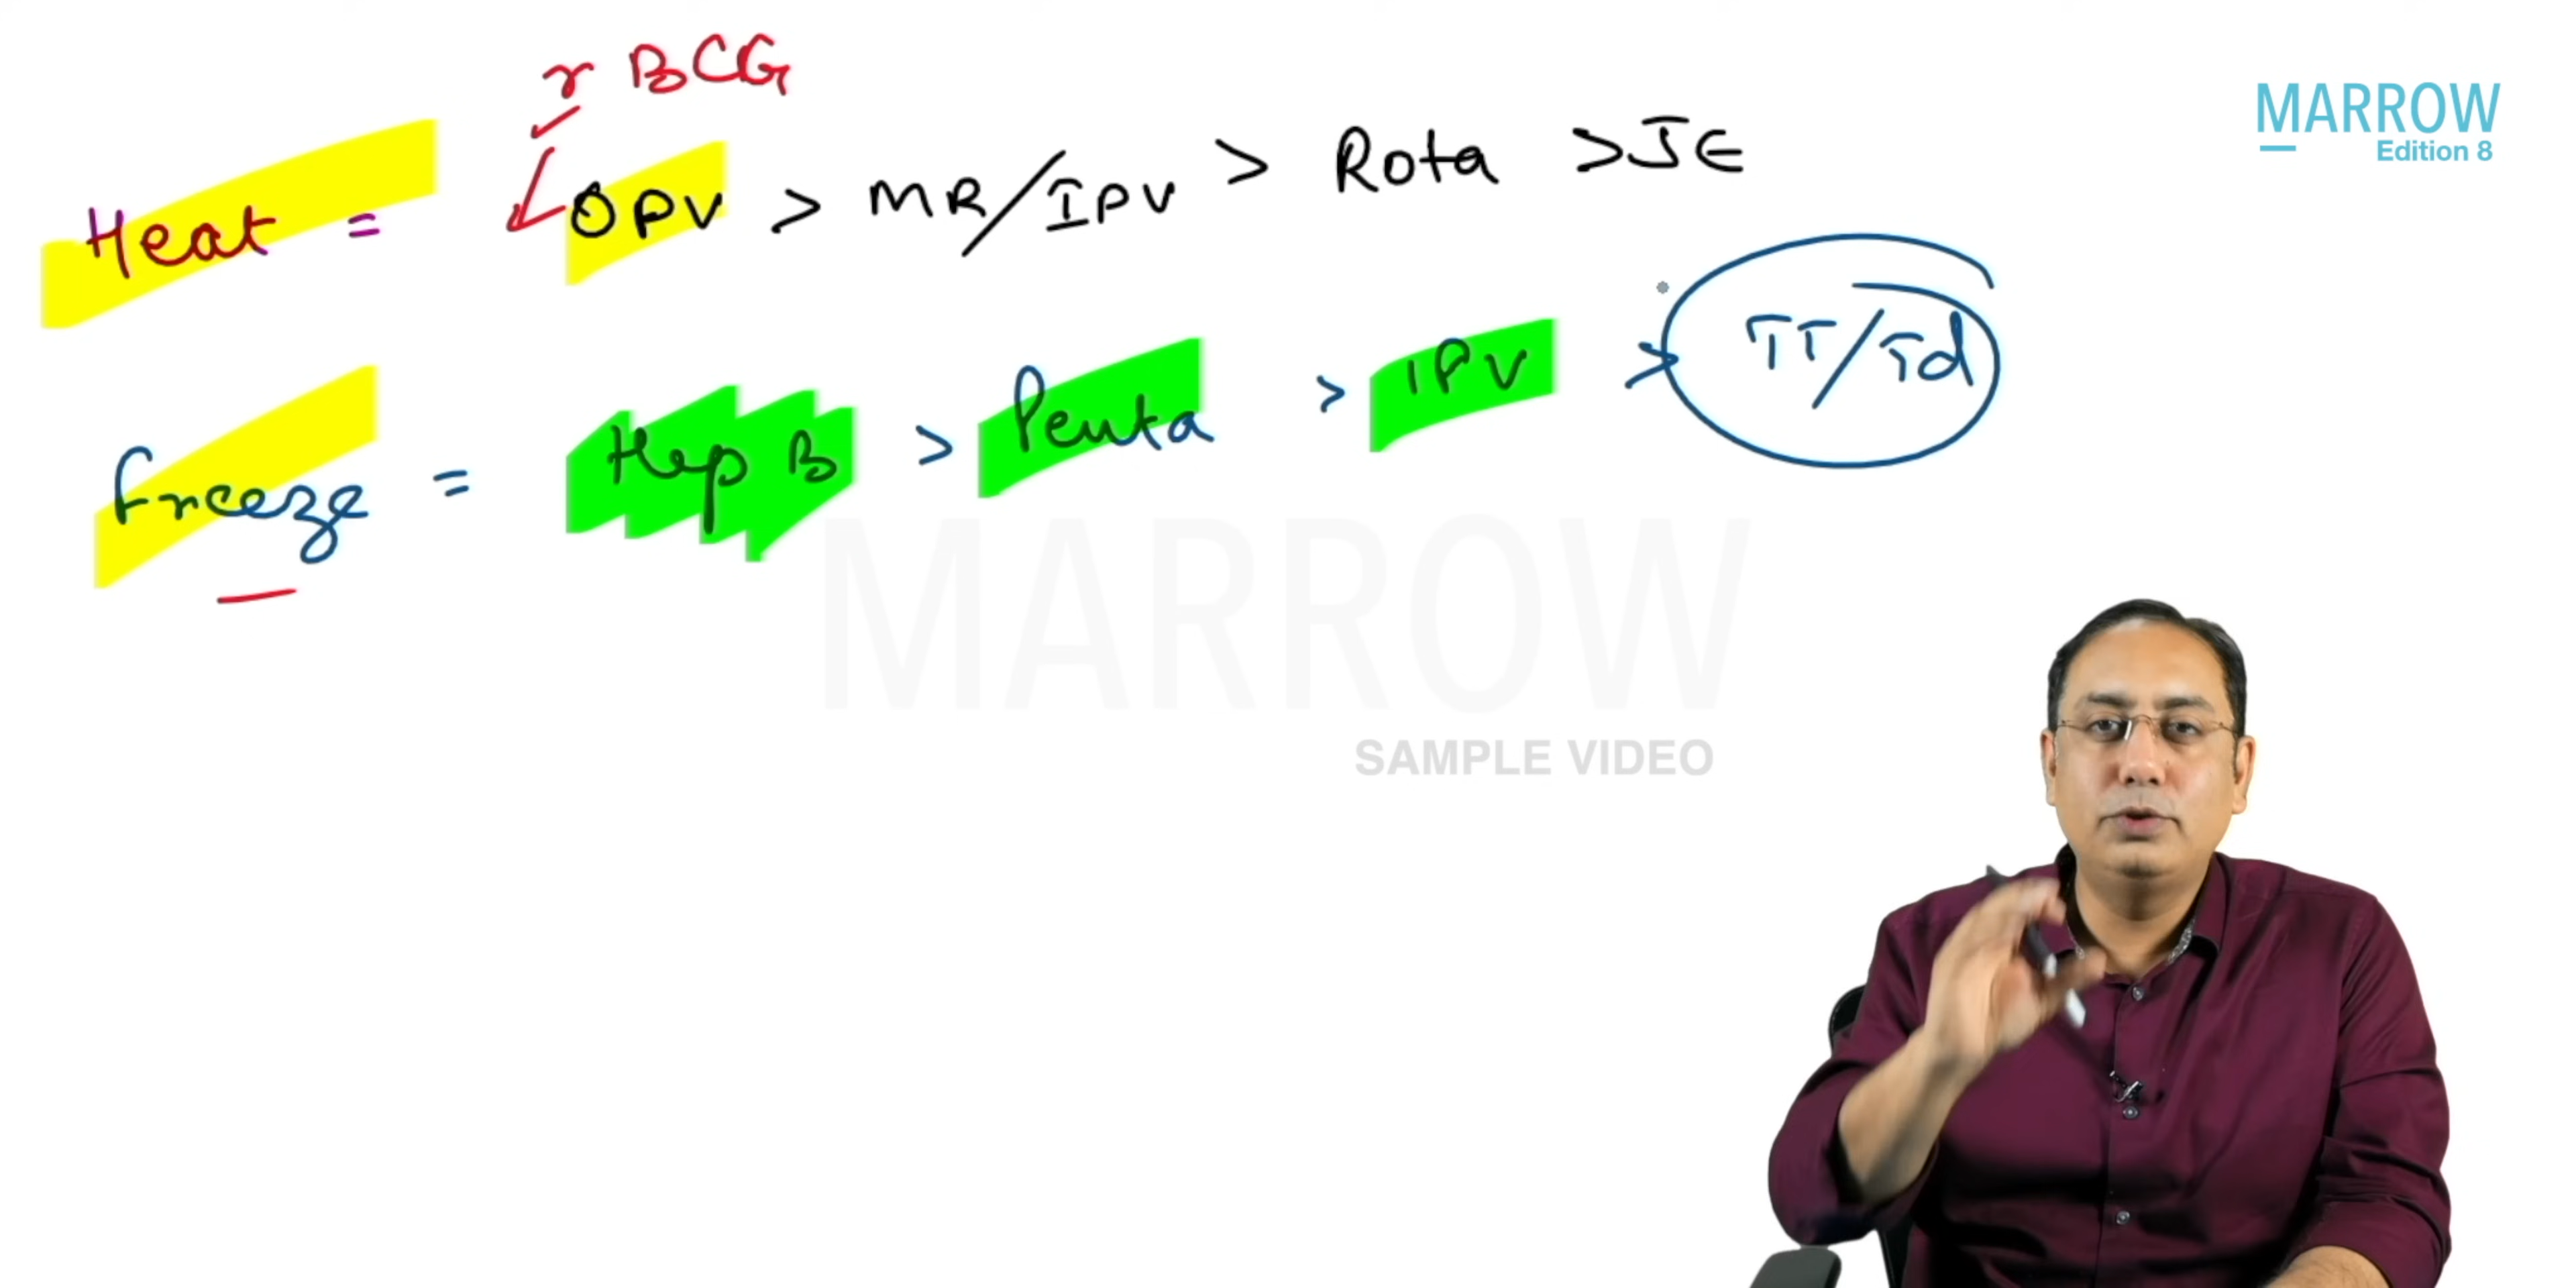 r BCG
MARROW
Edition 8
Heat = OPV > MR/IPV > Rota > JE
Freeze = Hep B > Penta > IPV > TT/Td
MARROW
SAMPLE VIDEO